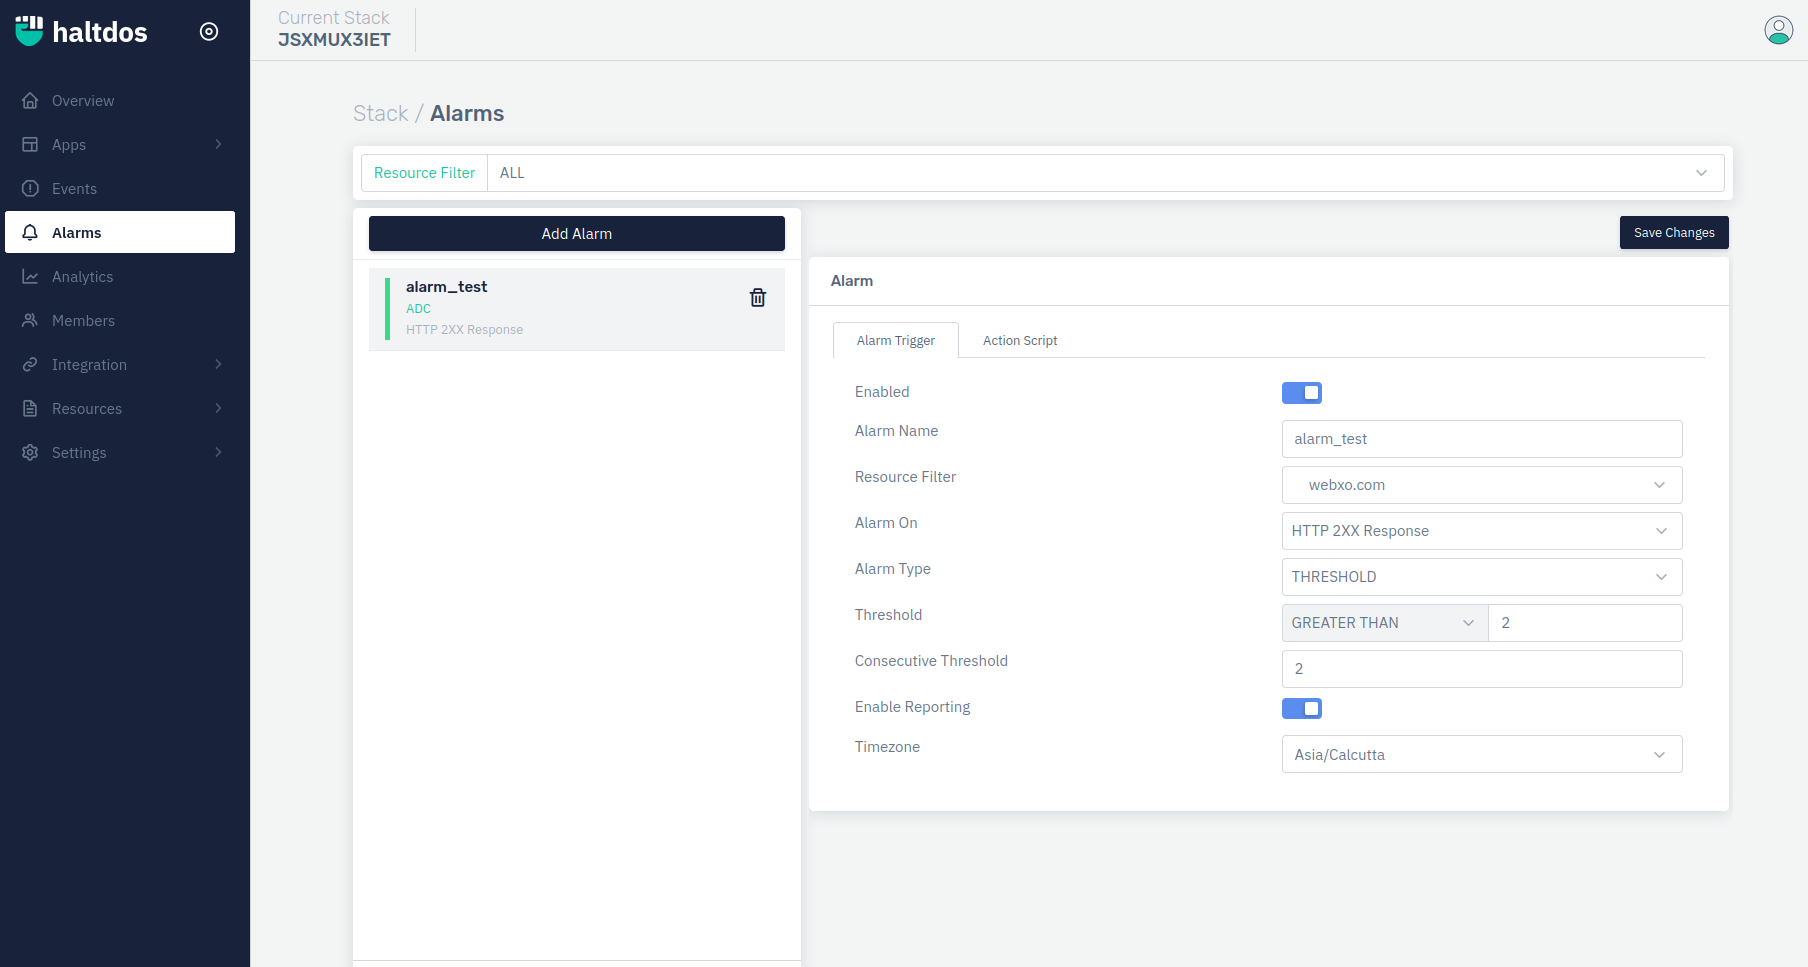 haltdos
Current Stack
JSXMUX3IET
Overview
Apps
Events
Alarms
Analytics
Members
Integration
Resources
Settings
Stack / Alarms
Resource Filter ALL
Add Alarm
alarm_test
ADC
HTTP 2XX Response
Save Changes
Alarm
Alarm Trigger Action Script
Enabled
Alarm Name alarm_test
Resource Filter webxo.com
Alarm On HTTP 2XX Response
Alarm Type THRESHOLD
Threshold GREATER THAN 2
Consecutive Threshold 2
Enable Reporting
Timezone Asia/Calcutta